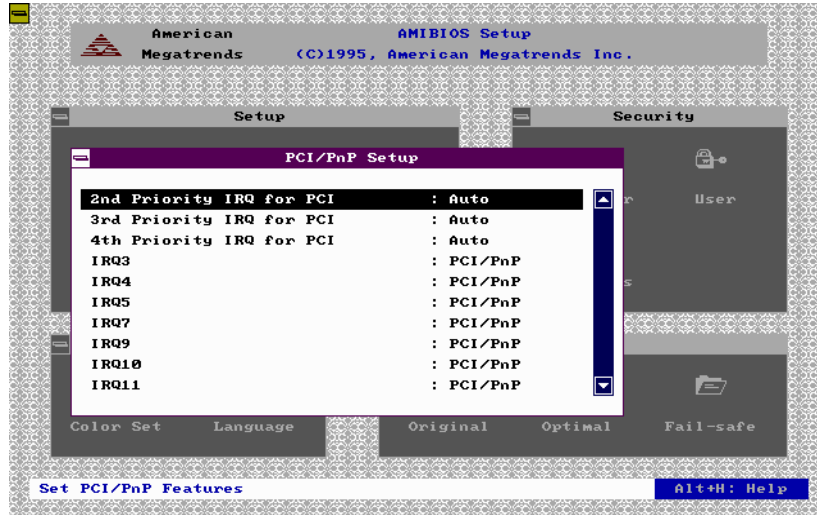 American AMIBIOS Setup
Megatrends (C)1995, American Megatrends Inc.
Setup Security
PCI/PnP Setup
2nd Priority IRQ for PCI : Auto
3rd Priority IRQ for PCI : Auto
4th Priority IRQ for PCI : Auto
IRQ3 : PCI/PnP
IRQ4 : PCI/PnP
IRQ5 : PCI/PnP
IRQ7 : PCI/PnP
IRQ9 : PCI/PnP
IRQ10 : PCI/PnP
IRQ11 : PCI/PnP
User
Color Set Language Original Optimal Fail-safe
Set PCI/PnP Features Alt+H: Help